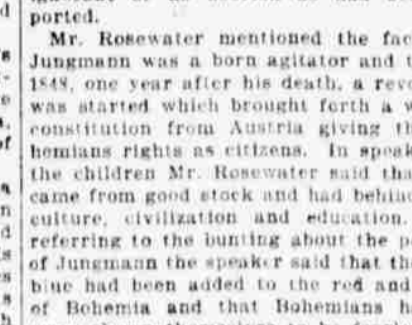 ported.
Mr. Rosewater mentioned the fac
Jungmann was a born agitator and t
1848, one year after his death, a revo
was started which brought forth a w
constitution from Austria giving th
hemians rights as citizens. In speak
the children Mr. Rosewater said tha
came from good stock and had behind
culture, civilization and education.
referring to the bunting about the p
of Jungmann the speaker said that the
blue had been added to the red and
of Bohemia and that Bohemians h